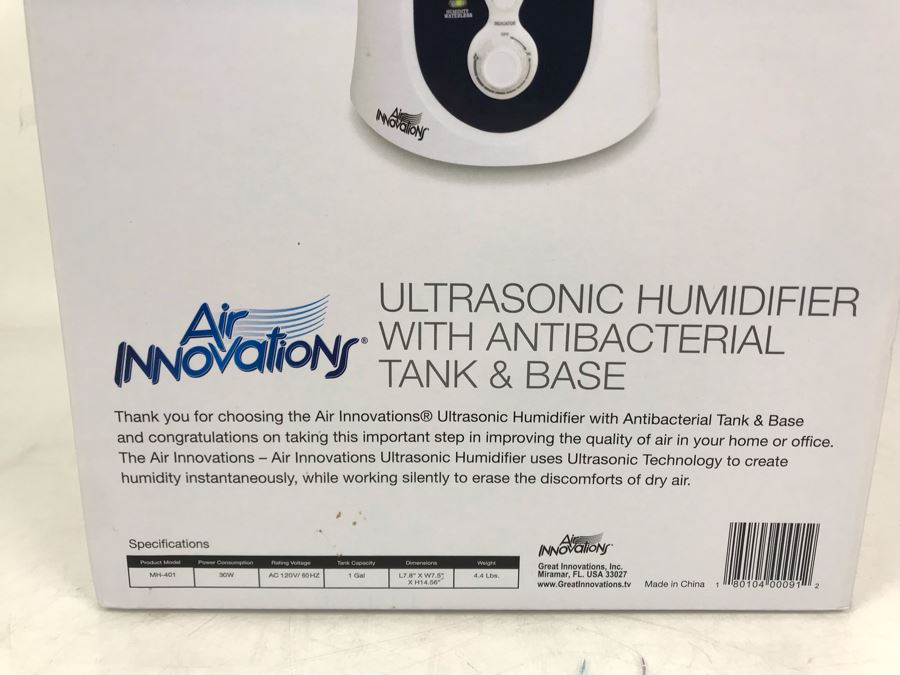 HUMIDITY
WATERLESS
INDICATOR
OFF
Air
INNOVatioNS
Air
INNOVatioNS®
ULTRASONIC HUMIDIFIER
WITH ANTIBACTERIAL
TANK & BASE
Thank you for choosing the Air Innovations® Ultrasonic Humidifier with Antibacterial Tank & Base
and congratulations on taking this important step in improving the quality of air in your home or office.
The Air Innovations – Air Innovations Ultrasonic Humidifier uses Ultrasonic Technology to create
humidity instantaneously, while working silently to erase the discomforts of dry air.
Specifications
Product Model Power Consumption Rating Voltage Tank Capacity Dimensions Weight
MH-401 30W AC 120V/ 60HZ 1 Gal L7.8" X W7.5" 4.4 Lbs.
X H14.56"
Air
INNOVatioNS
Great Innovations, Inc.
Miramar, FL. USA 33027
www.GreatInnovations.tv Made in China 1 80104 00091 2